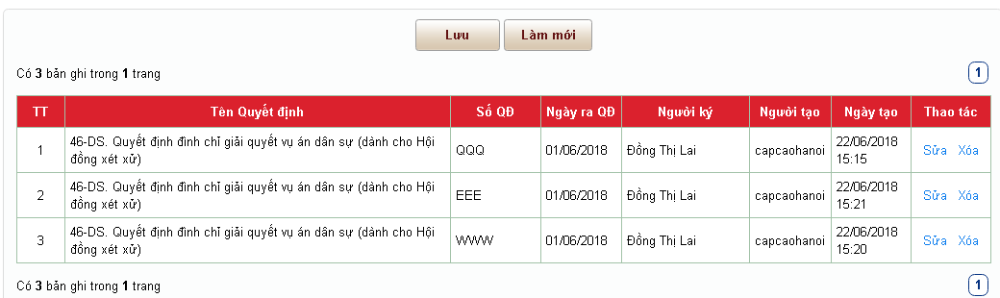 Lưu Làm mới
Có 3 bản ghi trong 1 trang 1
TT Tên Quyết định Số QĐ Ngày ra QĐ Người ký Người tạo Ngày tạo Thao tác
1 46-DS. Quyết định đình chỉ giải quyết vụ án dân sự (dành cho Hội đồng xét xử) QQQ 01/06/2018 Đồng Thị Lai capcaohanoi 22/06/2018 15:15 Sửa Xóa
2 46-DS. Quyết định đình chỉ giải quyết vụ án dân sự (dành cho Hội đồng xét xử) EEE 01/06/2018 Đồng Thị Lai capcaohanoi 22/06/2018 15:21 Sửa Xóa
3 46-DS. Quyết định đình chỉ giải quyết vụ án dân sự (dành cho Hội đồng xét xử) WWW 01/06/2018 Đồng Thị Lai capcaohanoi 22/06/2018 15:20 Sửa Xóa
Có 3 bản ghi trong 1 trang 1